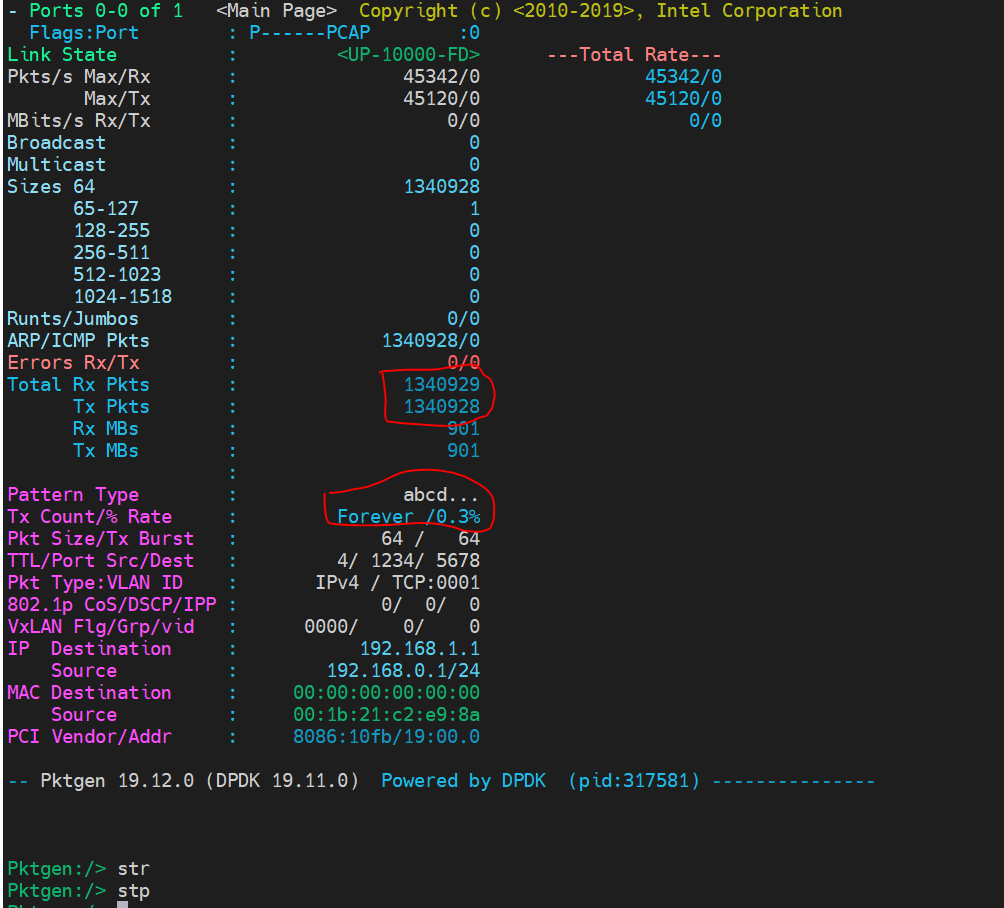 - Ports 0-0 of 1   <Main Page>  Copyright (c) <2010-2019>, Intel Corporation
  Flags:Port        : P------PCAP        :0
Link State          :         <UP-10000-FD>      ---Total Rate---
Pkts/s Max/Rx       :               45342/0               45342/0
       Max/Tx       :               45120/0               45120/0
MBits/s Rx/Tx       :                   0/0                   0/0
Broadcast           :                     0
Multicast           :                     0
Sizes 64            :               1340928
      65-127        :                     1
      128-255       :                     0
      256-511       :                     0
      512-1023      :                     0
      1024-1518     :                     0
Runts/Jumbos        :                   0/0
ARP/ICMP Pkts       :             1340928/0
Errors Rx/Tx        :                   0/0
Total Rx Pkts       :               1340929
      Tx Pkts       :               1340928
      Rx MBs        :                   901
      Tx MBs        :                   901
                    :
Pattern Type        :               abcd...
Tx Count/% Rate     :         Forever /0.3%
Pkt Size/Tx Burst   :             64 /   64
TTL/Port Src/Dest   :         4/ 1234/ 5678
Pkt Type:VLAN ID    :       IPv4 / TCP:0001
802.1p CoS/DSCP/IPP :             0/  0/  0
VxLAN Flg/Grp/vid   :      0000/    0/    0
IP  Destination     :           192.168.1.1
    Source          :        192.168.0.1/24
MAC Destination     :     00:00:00:00:00:00
    Source          :     00:1b:21:c2:e9:8a
PCI Vendor/Addr     :     8086:10fb/19:00.0
-- Pktgen 19.12.0 (DPDK 19.11.0)  Powered by DPDK  (pid:317581) ---------------
Pktgen:/> str
Pktgen:/> stp